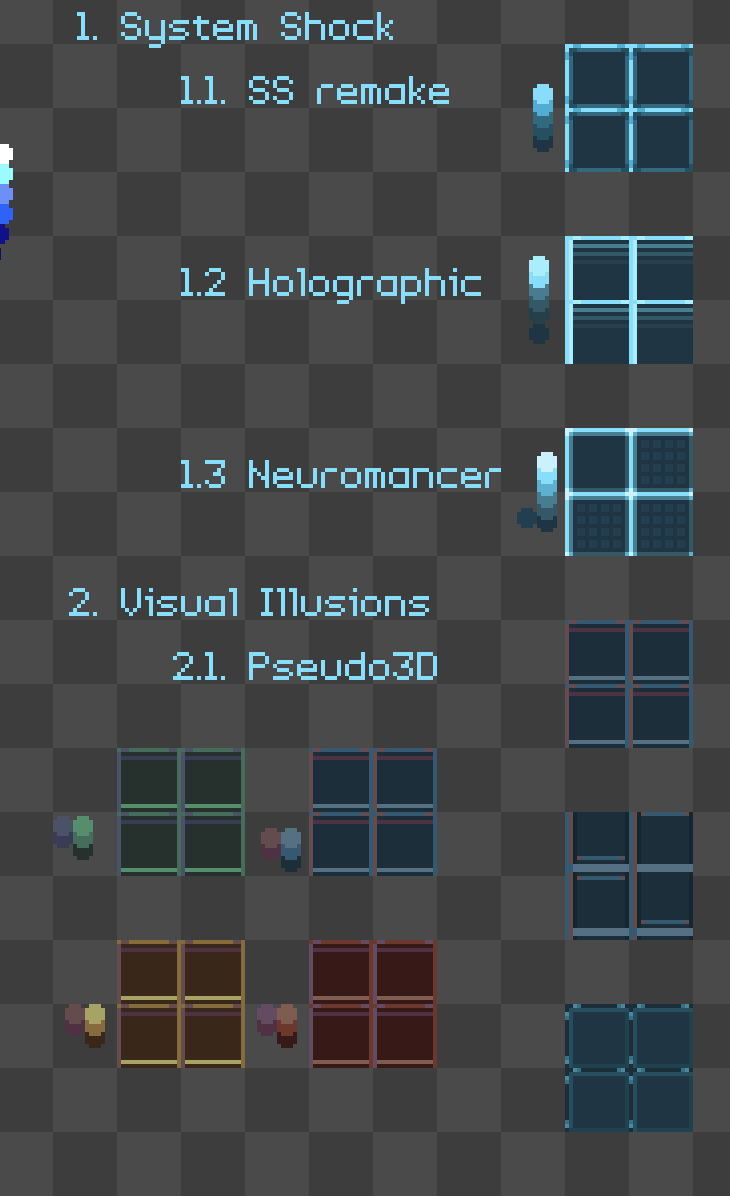 1. System Shock
1.1. SS remake
1.2 Holographic
1.3 Neuromancer
2. Visual Illusions
2.1. Pseudo3D